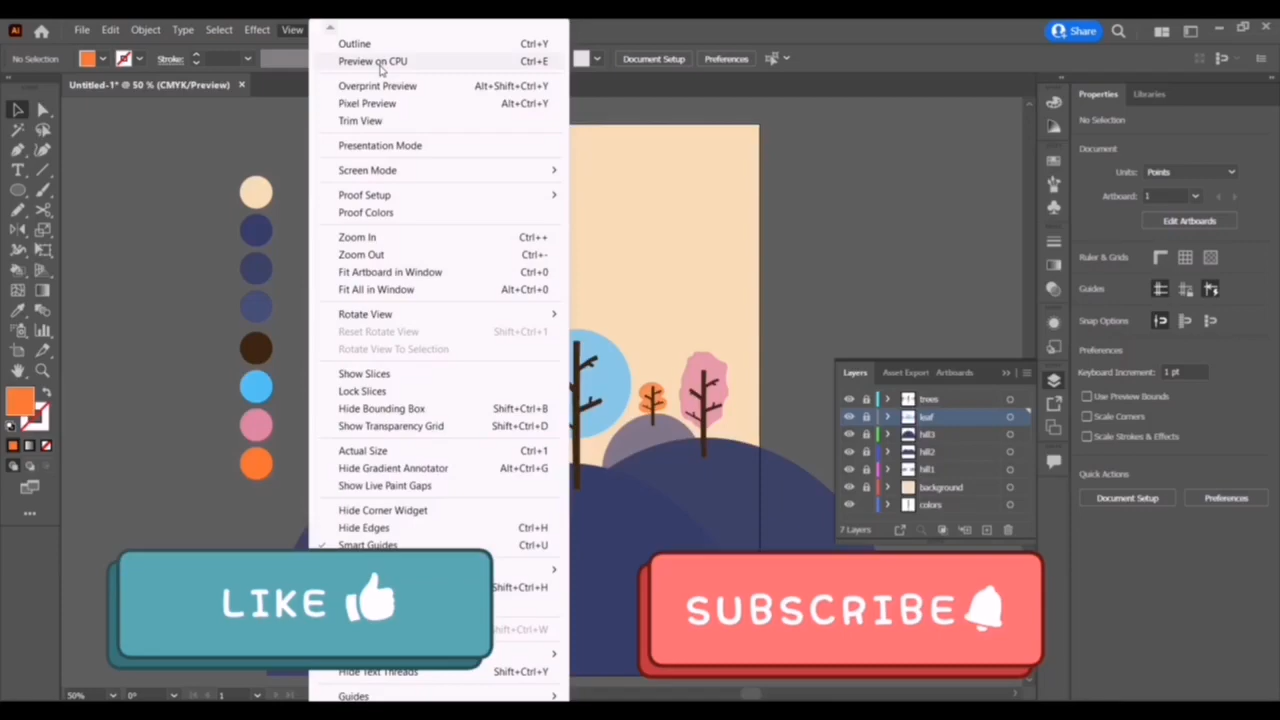 Ai File Edit Object Type Select Effect View Share
No Selection Stroke: Document Setup Preferences
Untitled-1* @ 50 % (CMYK/Preview) ×
Outline Ctrl+Y
Preview on CPU Ctrl+E
Overprint Preview Alt+Shift+Ctrl+Y
Pixel Preview Alt+Ctrl+Y
Trim View
Presentation Mode
Screen Mode
Proof Setup
Proof Colors
Zoom In Ctrl++
Zoom Out Ctrl+-
Fit Artboard in Window Ctrl+0
Fit All in Window Alt+Ctrl+0
Rotate View
Reset Rotate View Shift+Ctrl+1
Rotate View To Selection
Show Slices
Lock Slices
Hide Bounding Box Shift+Ctrl+B
Show Transparency Grid Shift+Ctrl+D
Actual Size Ctrl+1
Hide Gradient Annotator Alt+Ctrl+G
Show Live Paint Gaps
Hide Corner Widget
Hide Edges Ctrl+H
Smart Guides Ctrl+U
Shift+Ctrl+H
Shift+Ctrl+W
Hide Text Threads Shift+Ctrl+Y
Guides
LIKE
SUBSCRIBE
Layers Asset Export Artboards
trees
leaf
hill3
hill2
hill1
background
colors
7 Layers
Properties Libraries
No Selection
Document
Units: Points
Artboard: 1
Edit Artboards
Ruler & Grids
Guides
Snap Options
Preferences
Keyboard Increment: 1 pt
Use Preview Bounds
Scale Corners
Scale Strokes & Effects
Quick Actions
Document Setup Preferences
50% 0° 1